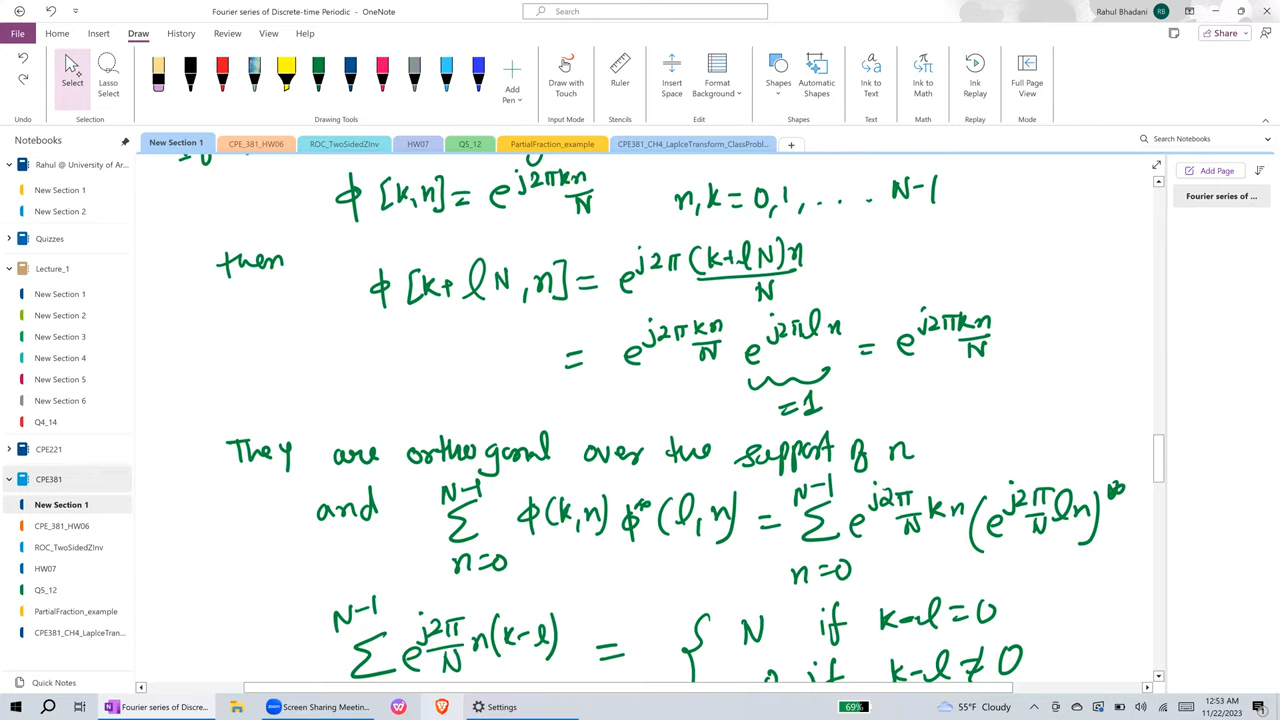 Fourier series of Discrete-time Periodic - OneNote
Search
Rahul Bhadani RB
File Home Insert Draw History Review View Help
Share
Select
Lasso Select
Add Pen
Draw with Touch
Ruler
Insert Space
Format Background
Shapes
Automatic Shapes
Ink to Text
Ink to Math
Ink Replay
Full Page View
Undo
Selection
Drawing Tools
Input Mode
Stencils
Edit
Shapes
Text
Math
Replay
Mode
Notebooks
New Section 1 CPE_381_HW06 ROC_TwoSidedZInv HW07 Q5_12 PartialFraction_example CPE381_CH4_LaplceTransform_ClassProbl...
Search Notebooks
Rahul @ University of Ar...
New Section 1
New Section 2
Quizzes
Lecture_1
New Section 1
New Section 2
New Section 3
New Section 4
New Section 5
New Section 6
Q4_14
CPE221
CPE381
New Section 1
CPE_381_HW06
ROC_TwoSidedZInv
HW07
Q5_12
PartialFraction_example
CPE381_CH4_LaplceTran...
Quick Notes
Add Page
Fourier series of ...
ϕ[k,n] = e^{j2πkn/N} n,k = 0,1, .... N-1
then ϕ[k+lN,n] = e^{j2π(k+lN)n/N}
= e^{j2πkn/N} e^{j2πln} = e^{j2πkn/N}
=1
They are orthogonal over the support of n
and ∑_{n=0}^{N-1} ϕ(k,n) ϕ^*(l,n) = ∑_{n=0}^{N-1} e^{j2π/N kn} (e^{j2π/N ln})^*
∑^{N-1} e^{j2π/N n(k-l)} = { N if k-l=0
0 if k-l ≠ 0
Fourier series of Discre...
Screen Sharing Meetin...
Settings
69%
55°F Cloudy
12:53 AM
11/22/2023